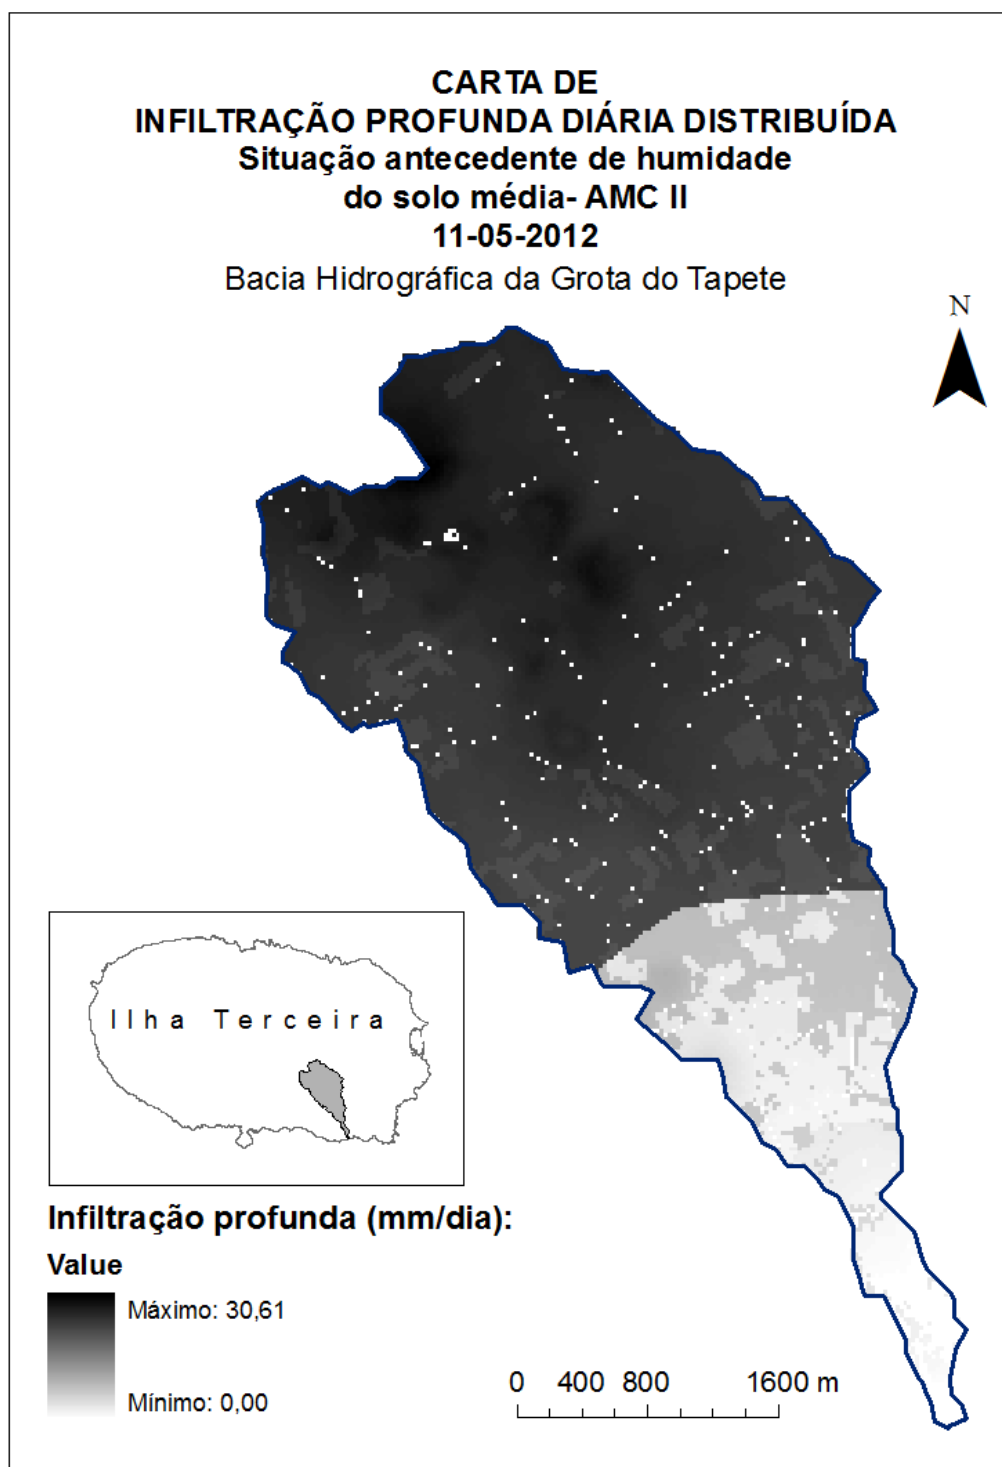 CARTA DE
INFILTRAÇÃO PROFUNDA DIÁRIA DISTRIBUÍDA
Situação antecedente de humidade
do solo média- AMC II
11-05-2012
Bacia Hidrográfica da Grota do Tapete
N
Ilha Terceira
Infiltração profunda (mm/dia):
Value
Máximo: 30,61
Mínimo: 0,00
0 400 800 1600 m